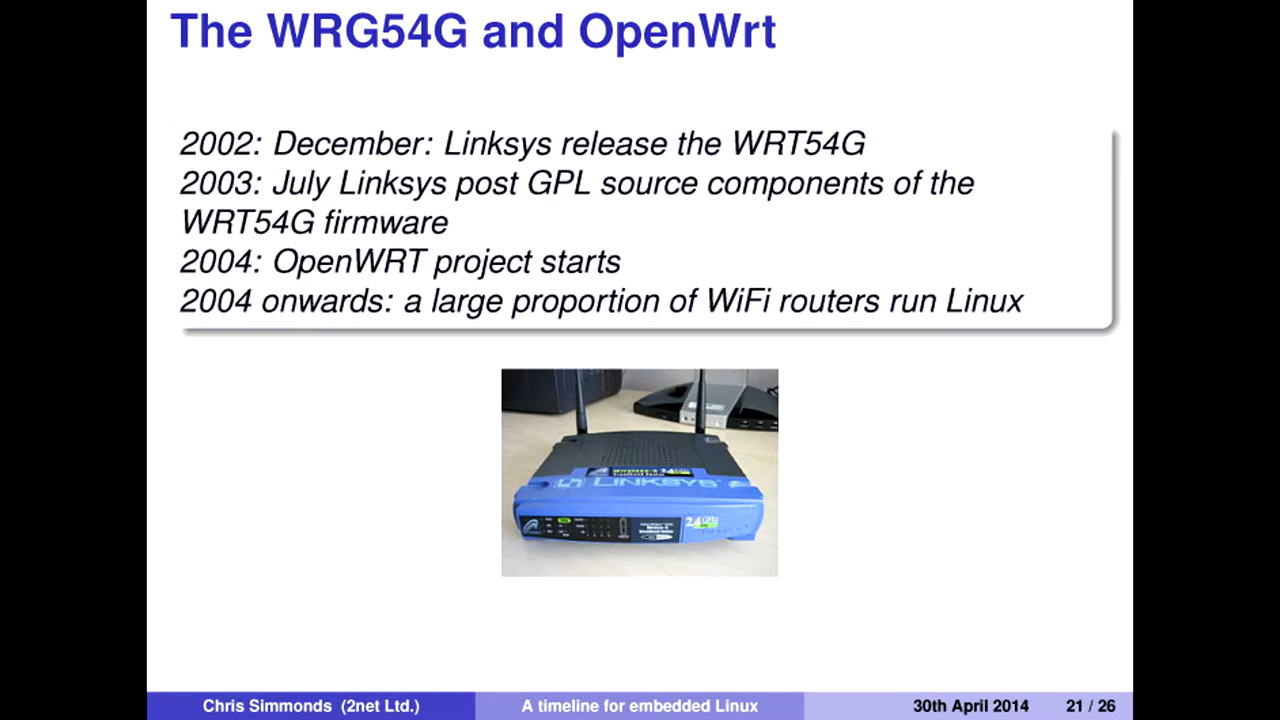 The WRG54G and OpenWrt
2002: December: Linksys release the WRT54G
2003: July Linksys post GPL source components of the
WRT54G firmware
2004: OpenWRT project starts
2004 onwards: a large proportion of WiFi routers run Linux
LINKSYS
Chris Simmonds (2net Ltd.) A timeline for embedded Linux 30th April 2014 21 / 26